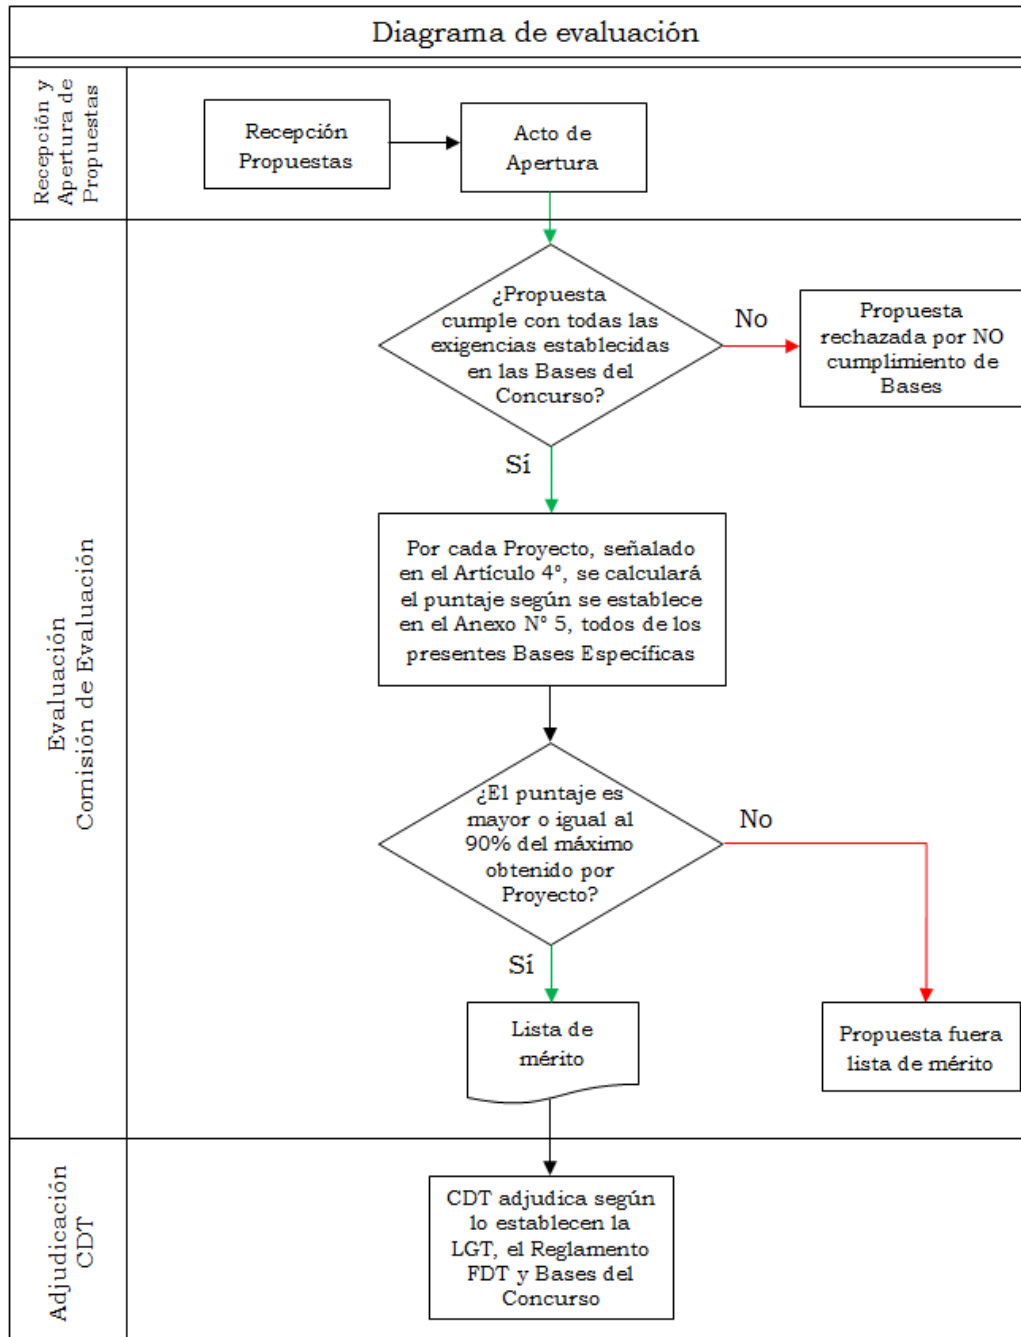 Diagrama de evaluación
Recepción y
Apertura de
Propuestas
Recepción
Propuestas
Acto de
Apertura
Evaluación
Comisión de Evaluación
¿Propuesta
cumple con todas las
exigencias establecidas
en las Bases del
Concurso?
No
Propuesta
rechazada por NO
cumplimiento de
Bases
Sí
Por cada Proyecto, señalado
en el Artículo 4°, se calculará
el puntaje según se establece
en el Anexo N° 5, todos de los
presentes Bases Específicas
¿El puntaje es
mayor o igual al
90% del máximo
obtenido por
Proyecto?
No
Sí
Lista de
mérito
Propuesta fuera
lista de mérito
Adjudicación
CDT
CDT adjudica según
lo establecen la
LGT, el Reglamento
FDT y Bases del
Concurso